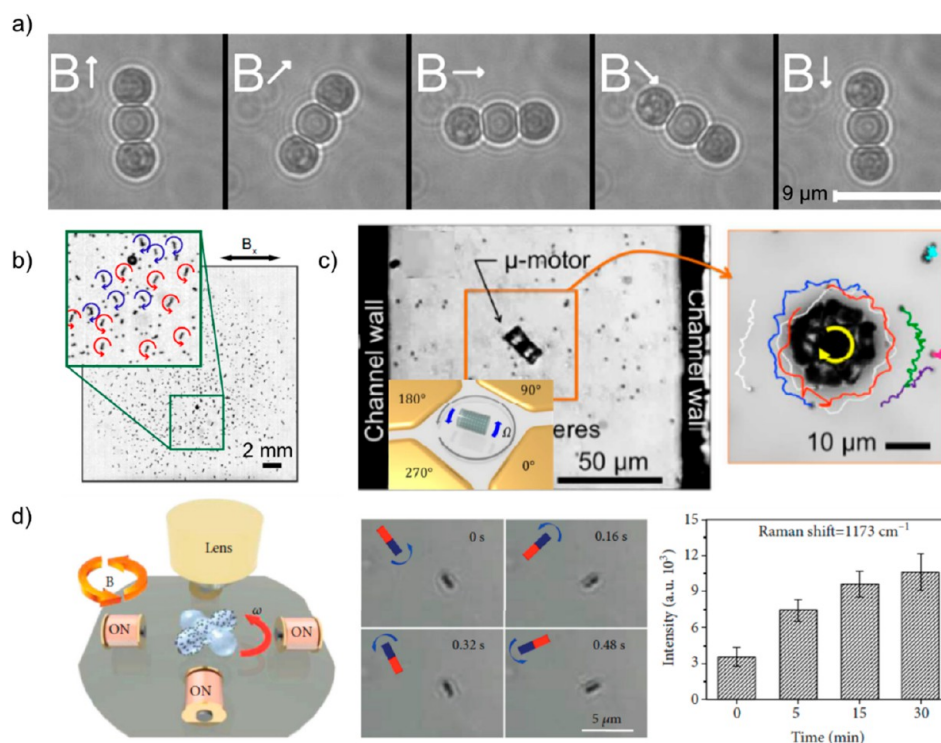 a)
B
B
B
B
B
9 µm
b)
Bx
2 mm
c)
µ-motor
Channel wall
Channel wall
180°
90°
270°
0°
Ω
eres
50 µm
10 µm
d)
Lens
B
ON
ON
ON
ω
0 s
0.16 s
0.32 s
0.48 s
5 µm
Raman shift=1173 cm⁻¹
Intensity (a.u. 10³)
15
12
9
6
3
0
0
5
15
30
Time (min)